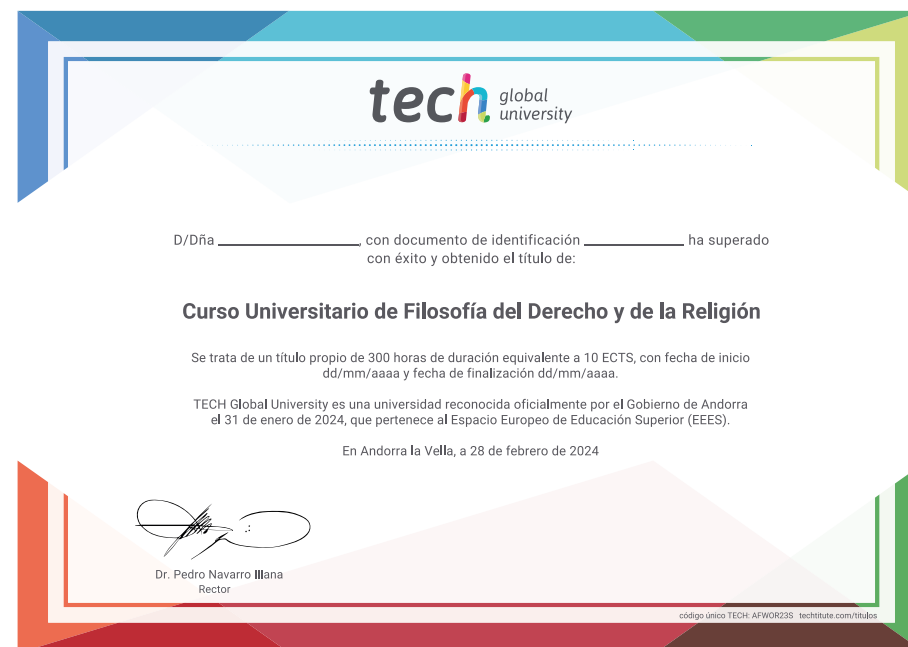 tech global university
D/Dña ____________________, con documento de identificación ______________ ha superado
con éxito y obtenido el título de:
Curso Universitario de Filosofía del Derecho y de la Religión
Se trata de un título propio de 300 horas de duración equivalente a 10 ECTS, con fecha de inicio
dd/mm/aaaa y fecha de finalización dd/mm/aaaa.
TECH Global University es una universidad reconocida oficialmente por el Gobierno de Andorra
el 31 de enero de 2024, que pertenece al Espacio Europeo de Educación Superior (EEES).
En Andorra la Vella, a 28 de febrero de 2024
Dr. Pedro Navarro Illana
Rector
código único TECH: AFWOR23S techtitute.com/titulos